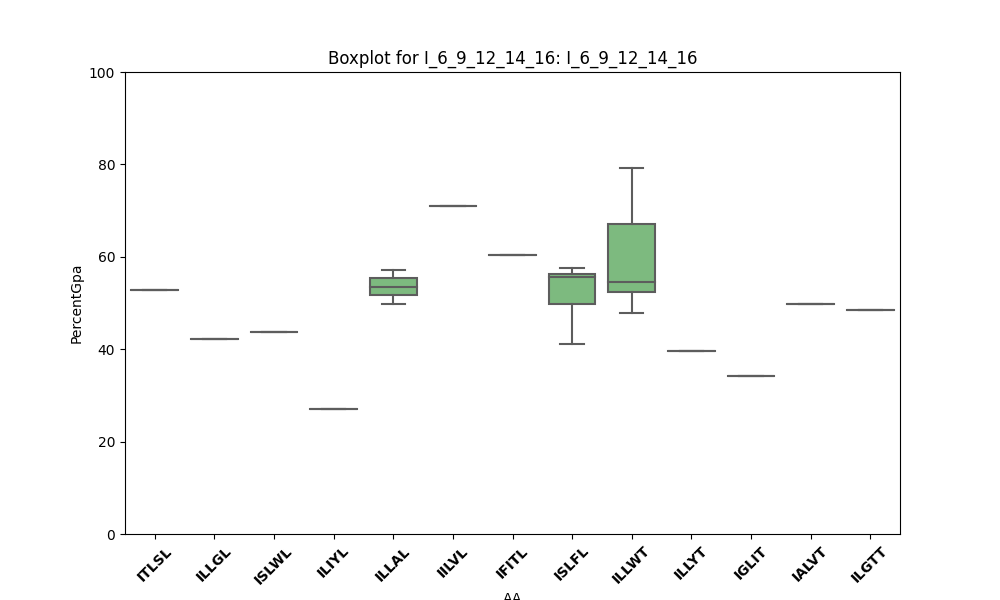 Boxplot for I_6_9_12_14_16: I_6_9_12_14_16
100
80
60
40
20
0
PercentGpa
ITLSL
ILLGL
ISLWL
ILIYL
ILLAL
IILVL
IFITL
ISLFL
ILLWT
ILLYT
IGLIT
IALVT
ILGTT
AA